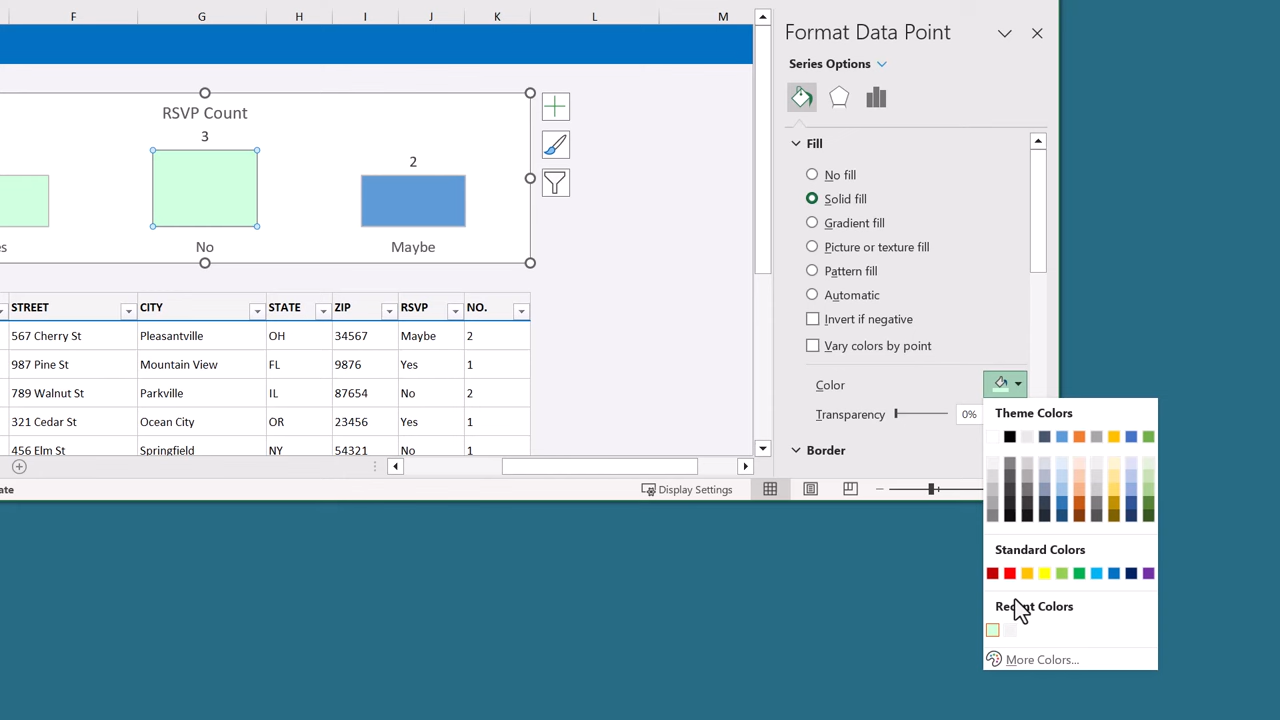 F G H I J K L M
RSVP Count
3
2
es No Maybe
STREET CITY STATE ZIP RSVP NO.
567 Cherry St Pleasantville OH 34567 Maybe 2
987 Pine St Mountain View FL 9876 Yes 1
789 Walnut St Parkville IL 87654 No 2
321 Cedar St Ocean City OR 23456 Yes 1
456 Elm St Springfield NY 54321 No 1
ate Display Settings
Format Data Point
Series Options
Fill
No fill
Solid fill
Gradient fill
Picture or texture fill
Pattern fill
Automatic
Invert if negative
Vary colors by point
Color
Transparency 0%
Border
Theme Colors
Standard Colors
Recent Colors
More Colors...